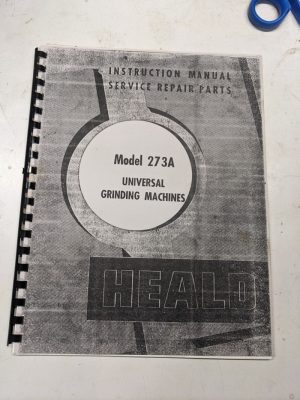 INSTRUCTION MANUAL
SERVICE REPAIR PARTS
Model 273A
UNIVERSAL
GRINDING MACHINES
HEALD